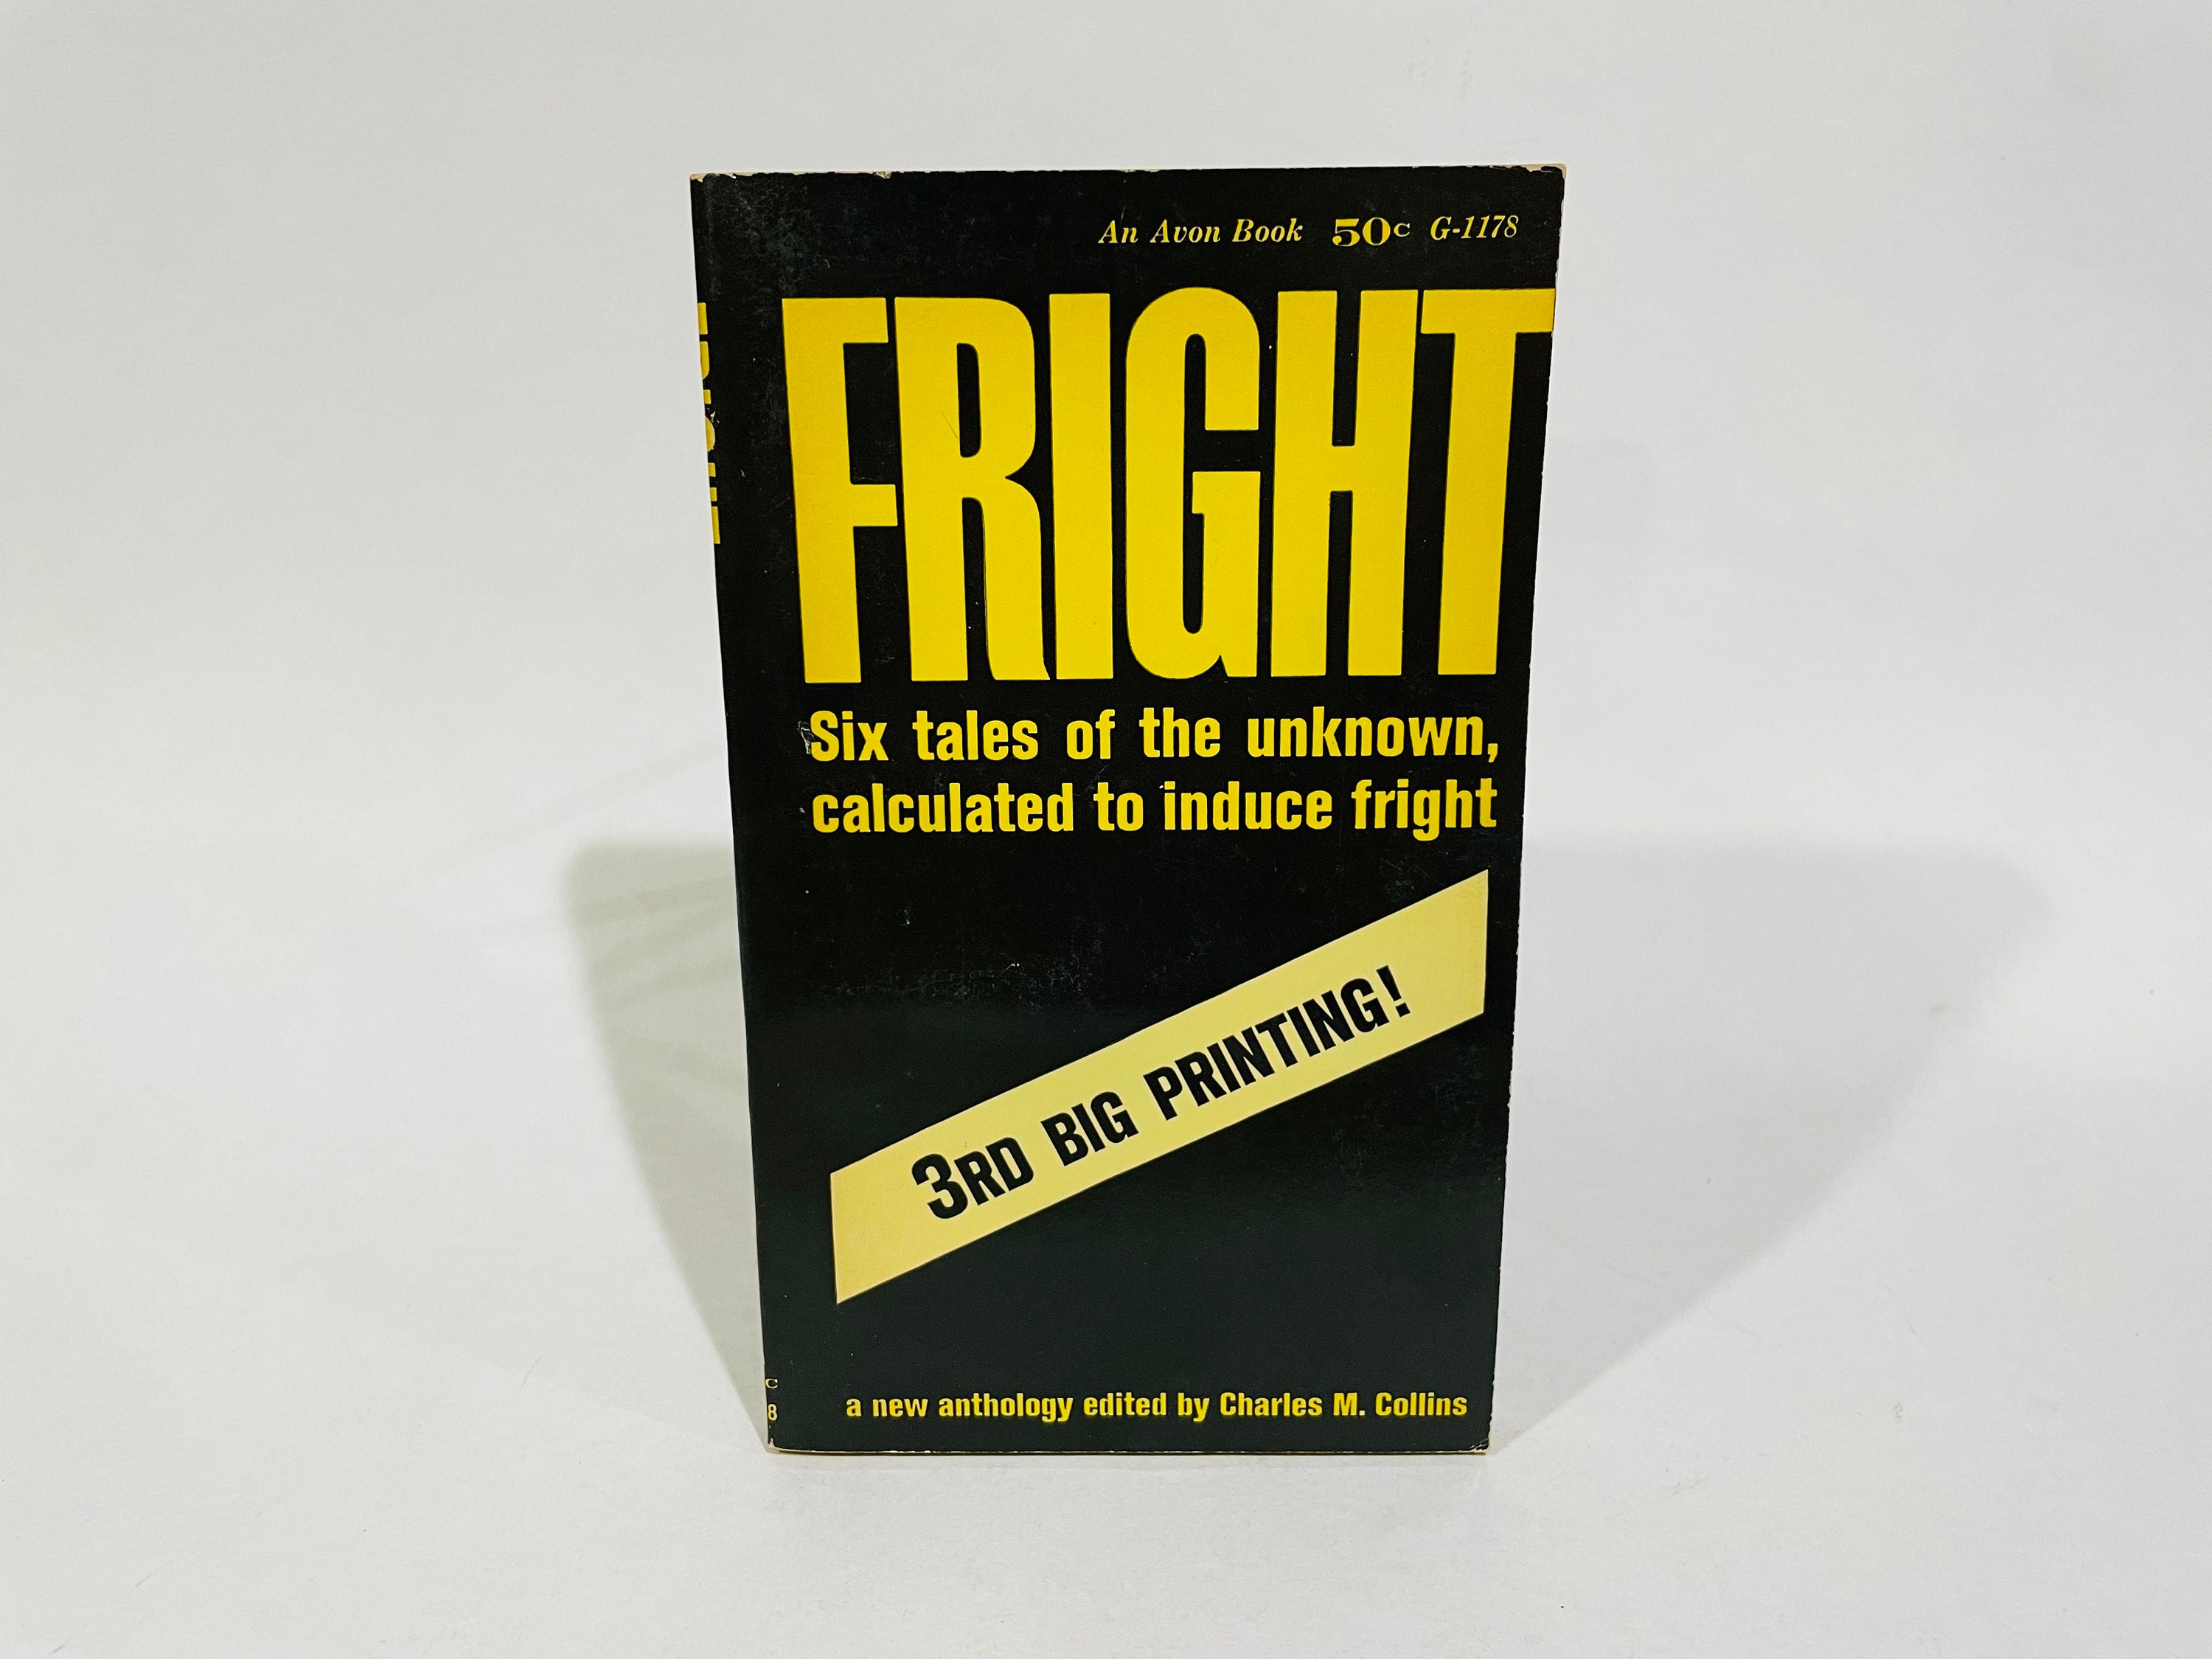 An Avon Book 50c G-1178
FRIGHT
Six tales of the unknown,
calculated to induce fright
3RD BIG PRINTING!
a new anthology edited by Charles M. Collins
FRIGHT